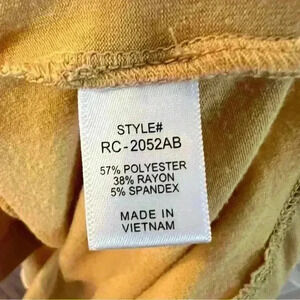 STYLE#
RC-2052AB
57% POLYESTER
38% RAYON
5% SPANDEX
MADE IN
VIETNAM